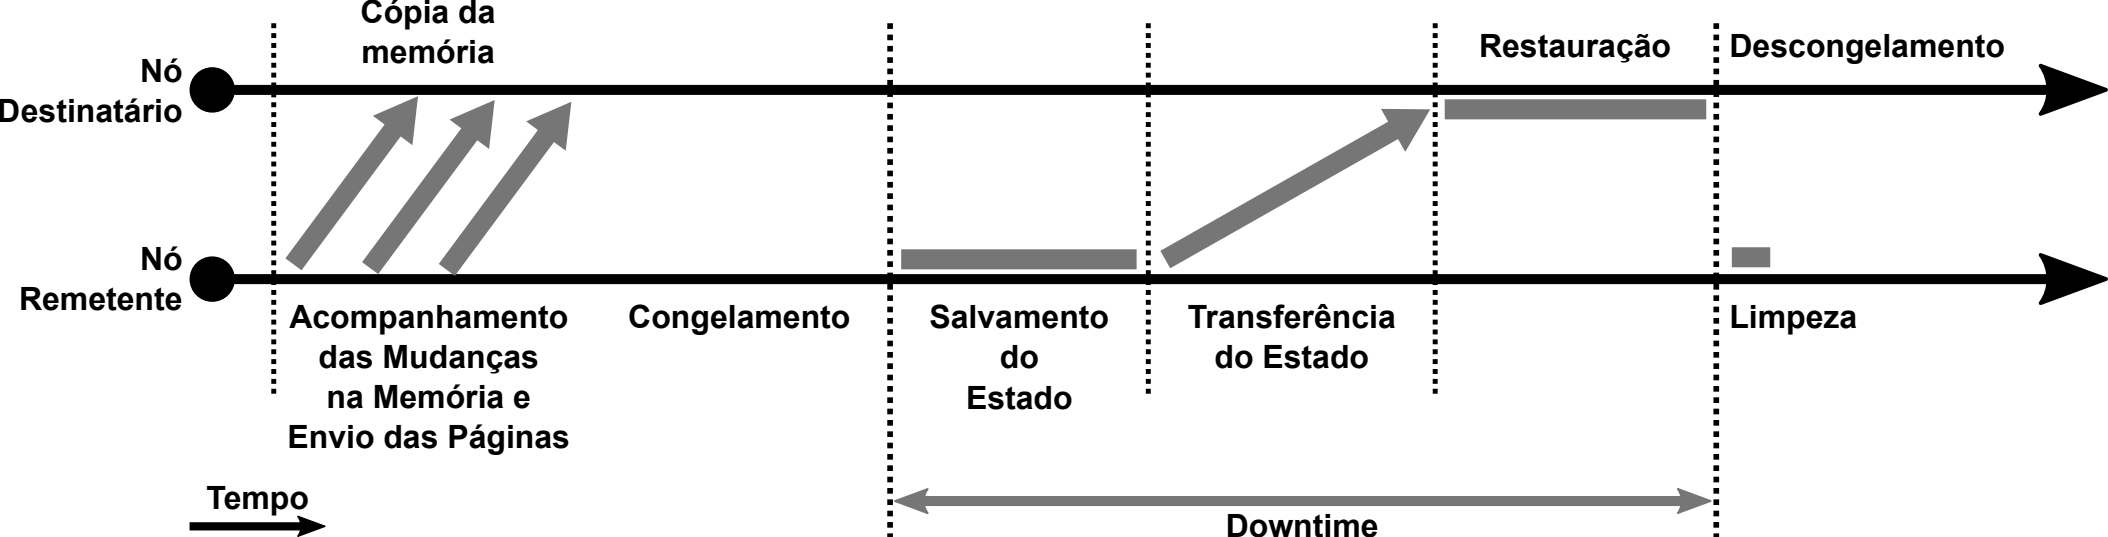 Cópia da
memória
Restauração
Descongelamento
Nó
Destinatário
Nó
Remetente
Acompanhamento
das Mudanças
na Memória e
Envio das Páginas
Congelamento
Salvamento
do
Estado
Transferência
do Estado
Limpeza
Tempo
Downtime